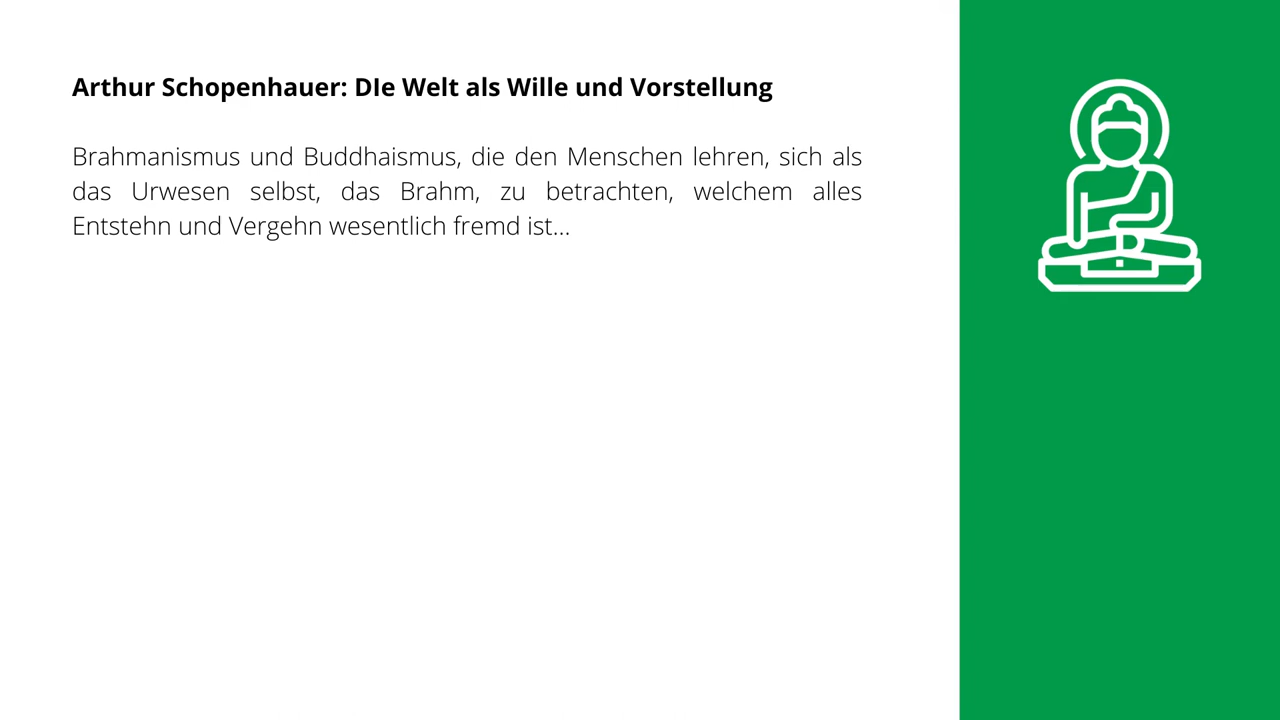 Arthur Schopenhauer: DIe Welt als Wille und Vorstellung
Brahmanismus und Buddhaismus, die den Menschen lehren, sich als
das Urwesen selbst, das Brahm, zu betrachten, welchem alles
Entstehn und Vergehn wesentlich fremd ist...